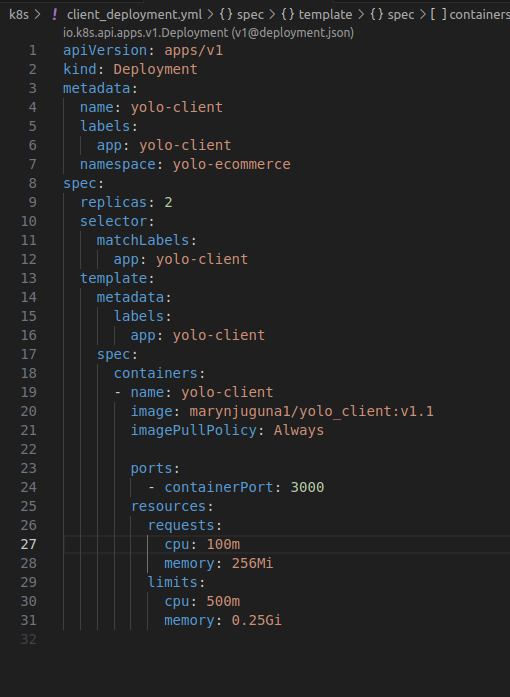 k8s > ! client_deployment.yml > {} spec > {} template > {} spec > [ ] containers
io.k8s.api.apps.v1.Deployment (v1@deployment.json)
1 apiVersion: apps/v1
2 kind: Deployment
3 metadata:
4   name: yolo-client
5   labels:
6     app: yolo-client
7   namespace: yolo-ecommerce
8 spec:
9   replicas: 2
10   selector:
11     matchLabels:
12       app: yolo-client
13   template:
14     metadata:
15       labels:
16         app: yolo-client
17     spec:
18       containers:
19       - name: yolo-client
20         image: marynjuguna1/yolo_client:v1.1
21         imagePullPolicy: Always
22
23         ports:
24           - containerPort: 3000
25         resources:
26           requests:
27             cpu: 100m
28             memory: 256Mi
29           limits:
30             cpu: 500m
31             memory: 0.25Gi
32